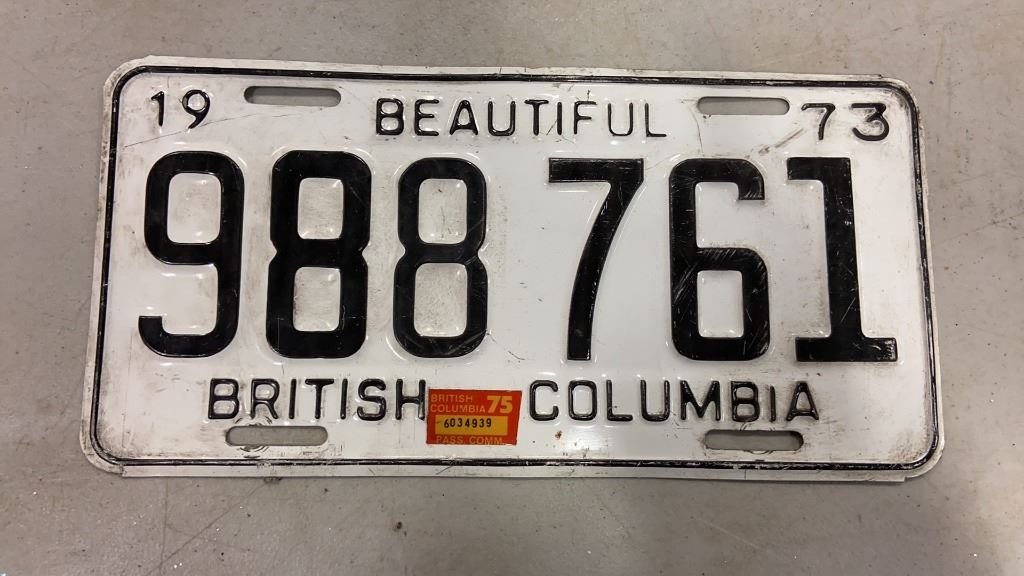 19 BEAUTIFUL 73
988 761
BRITISH COLUMBIA
BRITISH
COLUMBIA 75
6034939
PASS. COMM.